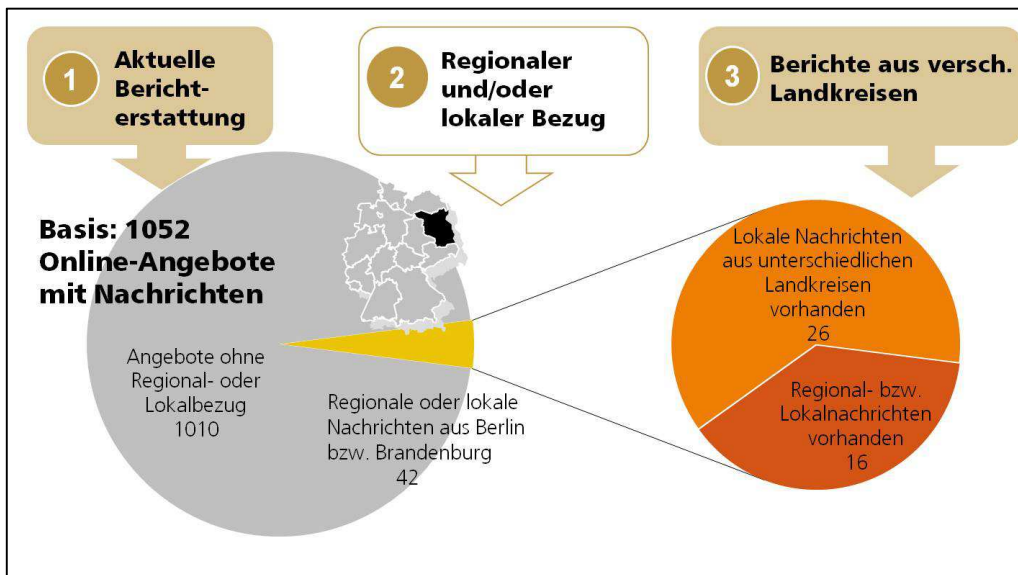 1
Aktuelle
Bericht-
erstattung
2
Regionaler
und/oder
lokaler Bezug
3
Berichte aus versch.
Landkreisen
Basis: 1052
Online-Angebote
mit Nachrichten
Angebote ohne
Regional- oder
Lokalbezug
1010
Regionale oder lokale
Nachrichten aus Berlin
bzw. Brandenburg
42
Lokale Nachrichten
aus unterschiedlichen
Landkreisen
vorhanden
26
Regional- bzw.
Lokalnachrichten
vorhanden
16